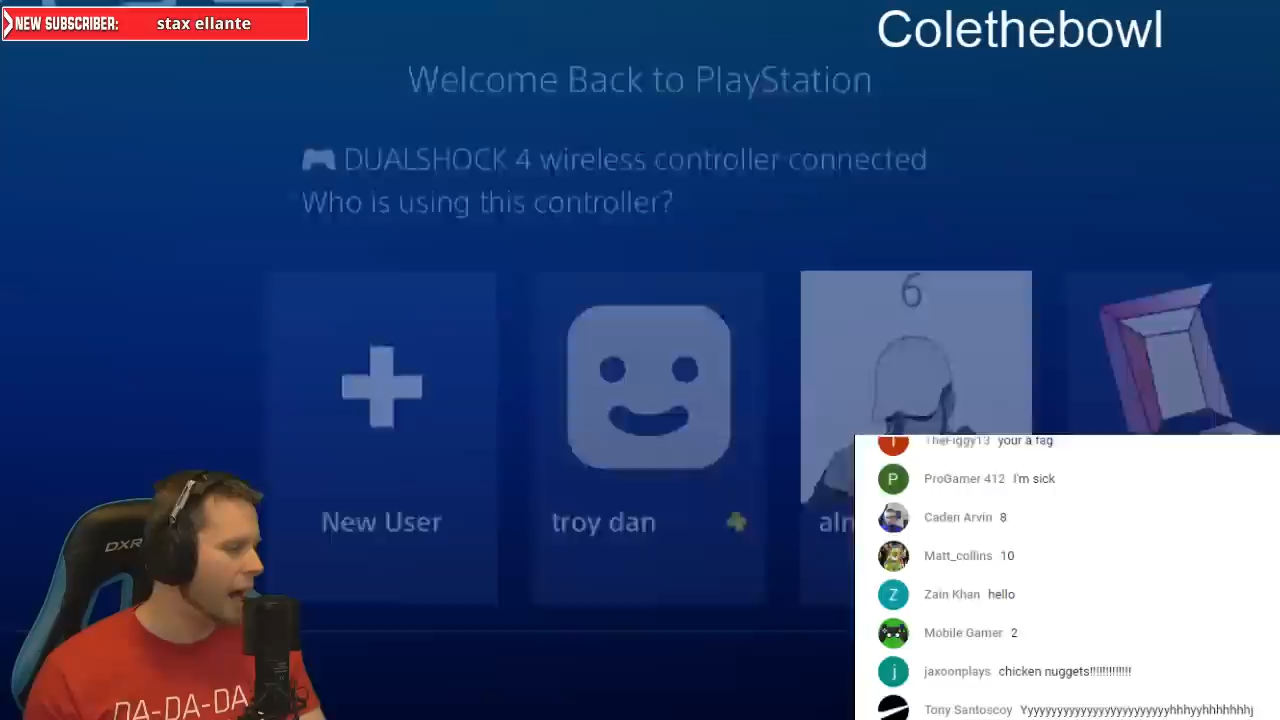 NEW SUBSCRIBER: stax ellante
Colethebowl
Welcome Back to PlayStation
DUALSHOCK 4 wireless controller connected
Who is using this controller?
6
New User
troy dan
aln
TheFiggy13 your a fag
ProGamer 412 I'm sick
Caden Arvin 8
Matt_collins 10
P
Zain Khan hello
Z
Mobile Gamer 2
jaxoonplays chicken nuggets!!!!!!!!!!!!!
j
Tony Santoscoy
DXR
DA-DA-DA